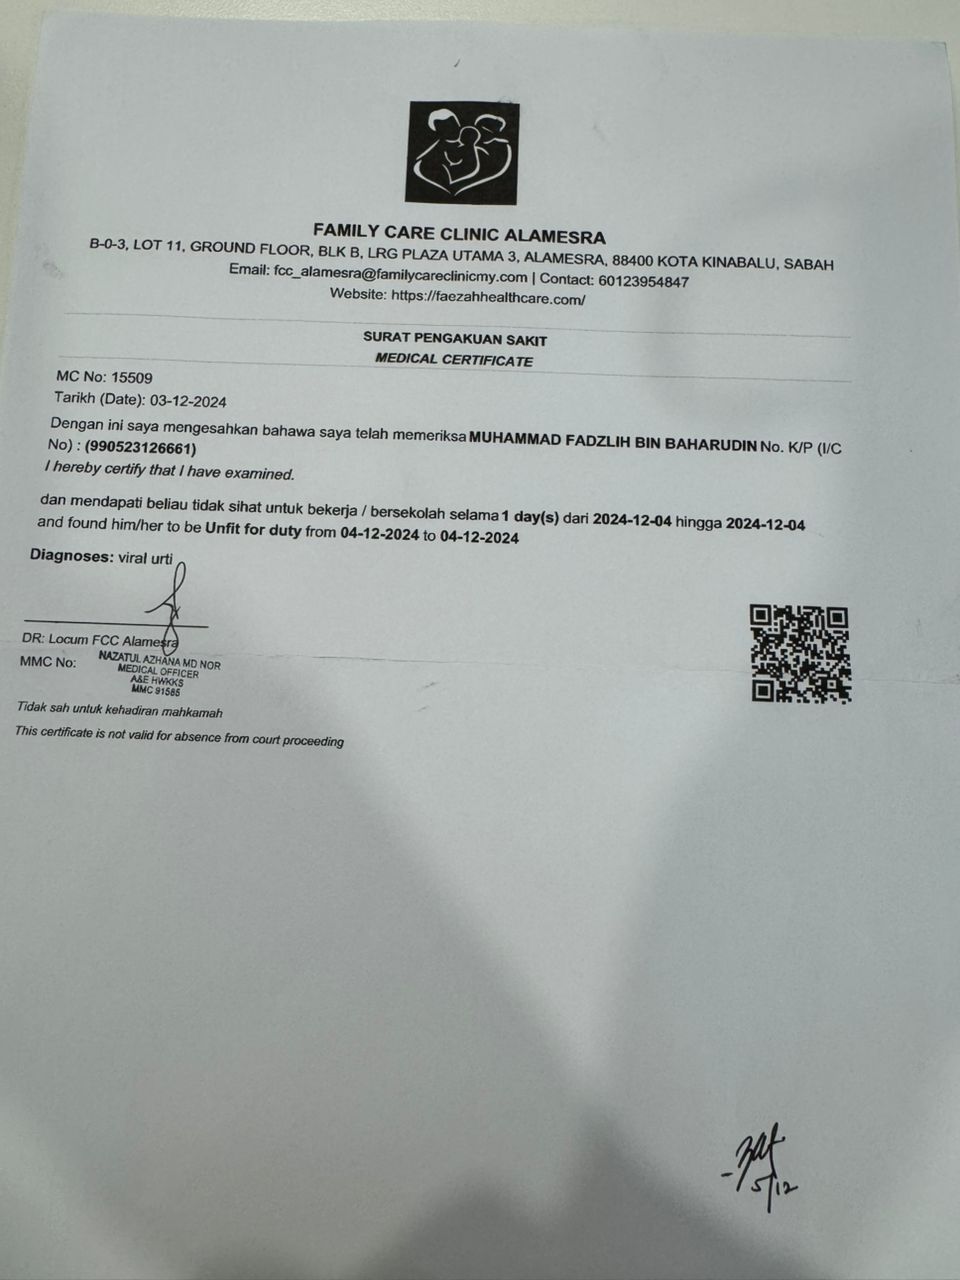 FAMILY CARE CLINIC ALAMESRA
B-0-3, LOT 11, GROUND FLOOR, BLK B, LRG PLAZA UTAMA 3, ALAMESRA, 88400 KOTA KINABALU, SABAH
Email: fcc_alamesra@familycareclinicmy.com | Contact: 60123954847
Website: https://faezahhealthcare.com/
SURAT PENGAKUAN SAKIT
MEDICAL CERTIFICATE
MC No: 15509
Tarikh (Date): 03-12-2024
Dengan ini saya mengesahkan bahawa saya telah memeriksa MUHAMMAD FADZLIH BIN BAHARUDIN No. K/P (I/C
No) : (990523126661)
I hereby certify that I have examined.
dan mendapati beliau tidak sihat untuk bekerja / bersekolah selama 1 day(s) dari 2024-12-04 hingga 2024-12-04
and found him/her to be Unfit for duty from 04-12-2024 to 04-12-2024
Diagnoses: viral urti
DR: Locum FCC Alamesra
MMC No:
NAZATUL AZHANA MD NOR
MEDICAL OFFICER
A&E HWKKS
MMC 91585
Tidak sah untuk kehadiran mahkamah
This certificate is not valid for absence from court proceeding
5/12